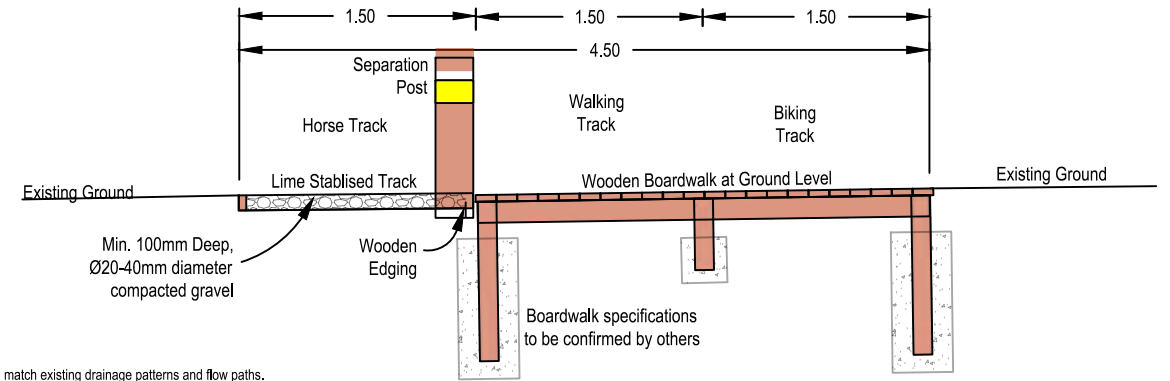 1.50
1.50
1.50
4.50
Separation
Post
Horse Track
Walking
Track
Biking
Track
Existing Ground
Lime Stablised Track
Wooden Boardwalk at Ground Level
Existing Ground
Min. 100mm Deep,
Ø20-40mm diameter
compacted gravel
Wooden
Edging
Boardwalk specifications
to be confirmed by others
match existing drainage patterns and flow paths.